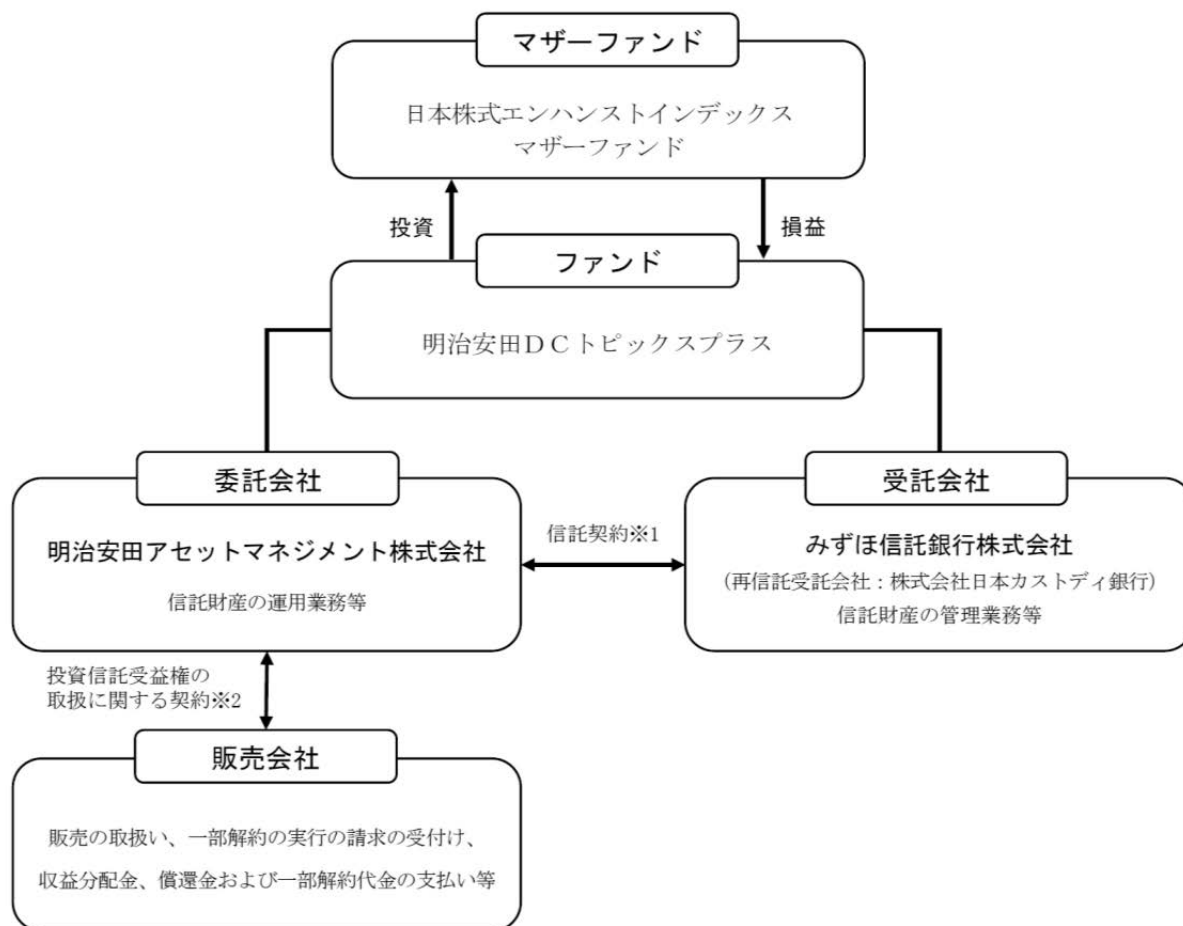 マザーファンド
日本株式エンハンストインデックス
マザーファンド
投資
損益
ファンド
明治安田DCトピックスプラス
委託会社
明治安田アセットマネジメント株式会社
信託財産の運用業務等
信託契約※1
受託会社
みずほ信託銀行株式会社
(再信託受託会社:株式会社日本カストディ銀行)
信託財産の管理業務等
投資信託受益権の
取扱に関する契約※2
販売会社
販売の取扱い、一部解約の実行の請求の受付け、
収益分配金、償還金および一部解約代金の支払い等